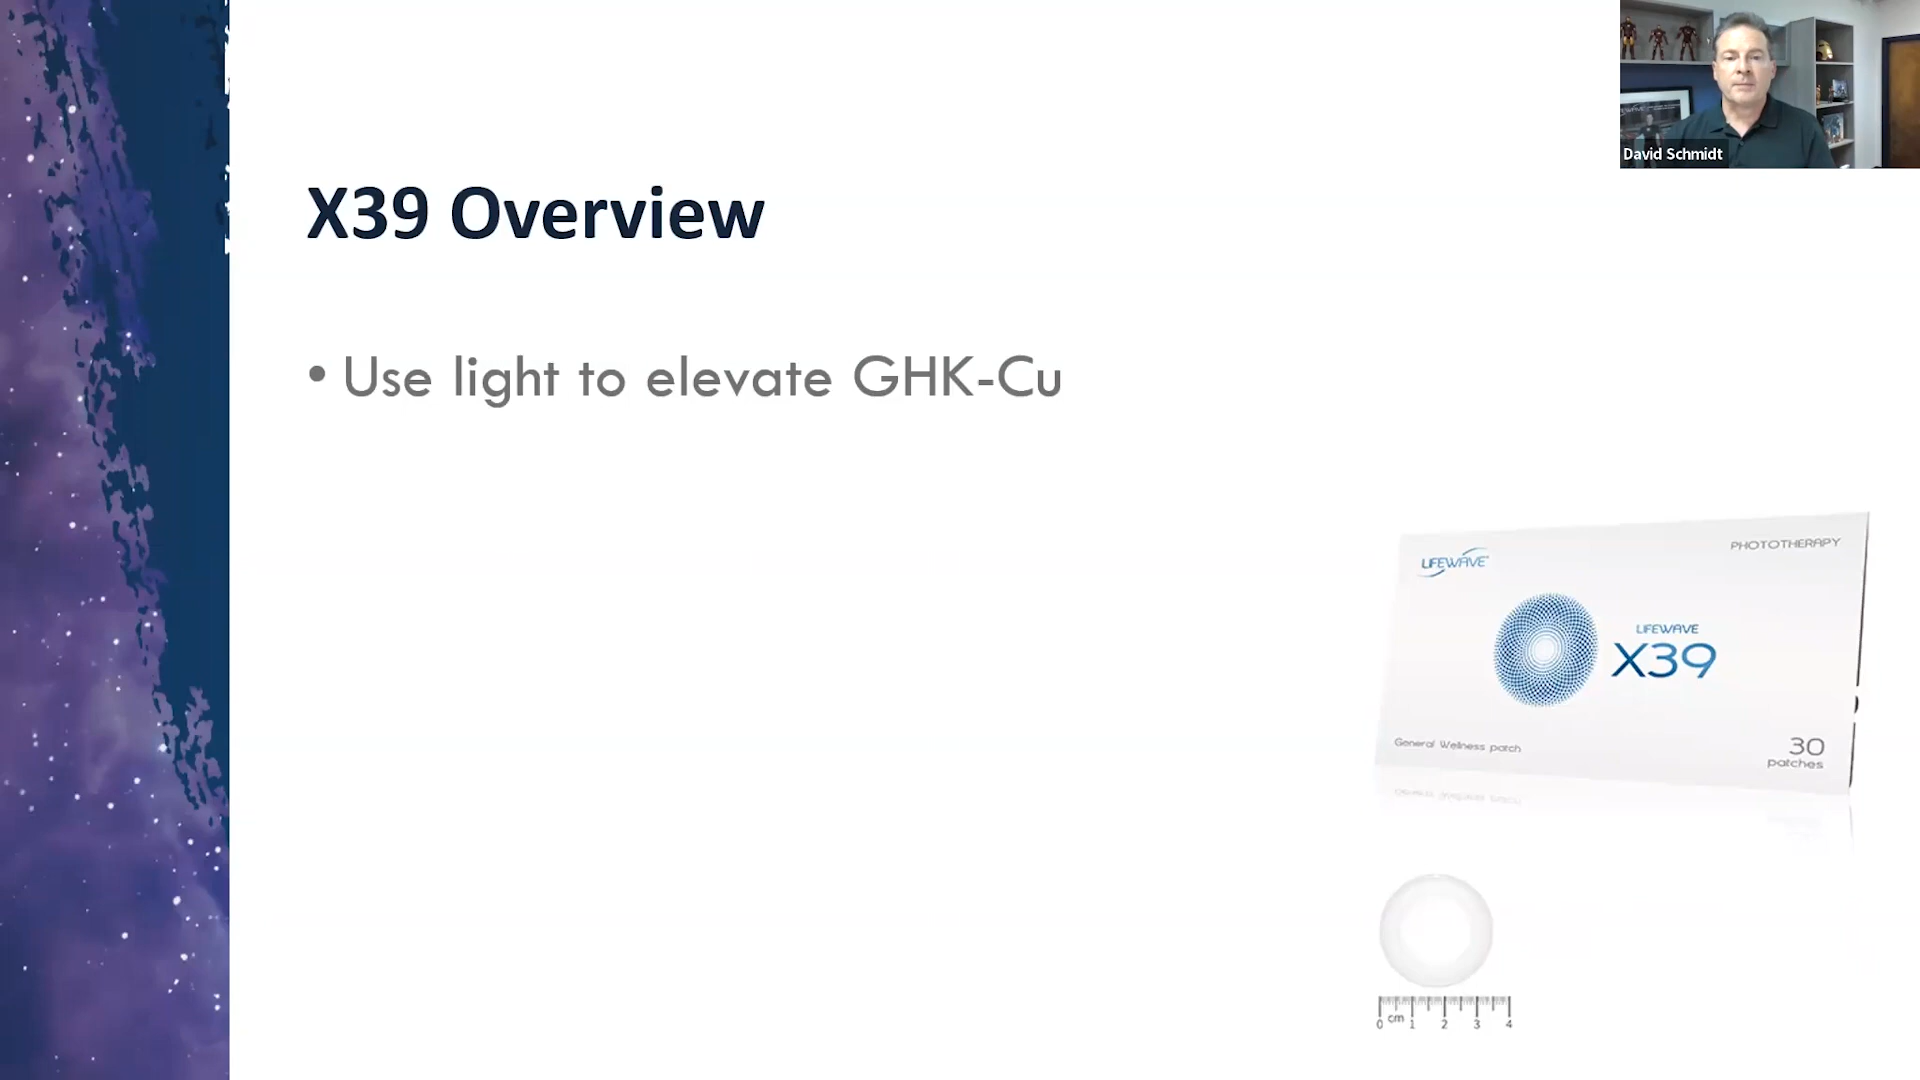 David Schmidt
X39 Overview
• Use light to elevate GHK-Cu
LIFEWAVE
PHOTOTHERAPY
LIFEWAVE
X39
General Wellness patch
30
patches
0 cm 1 2 3 4